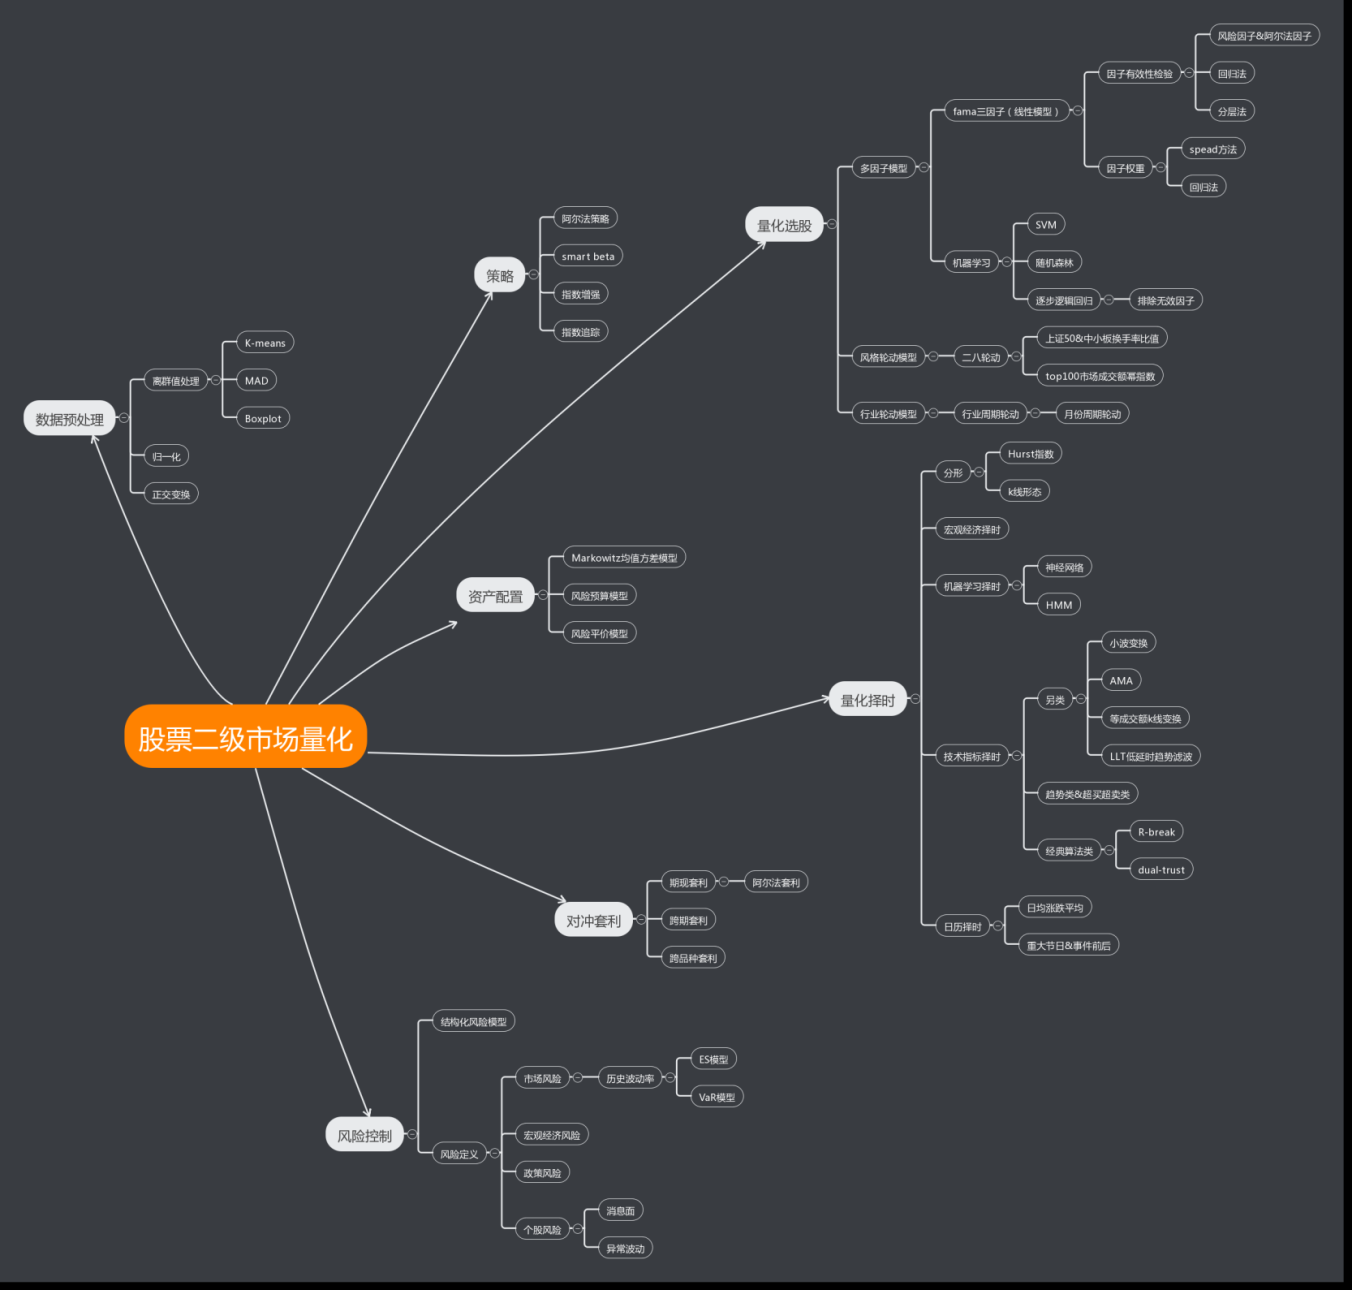 股票二级市场量化
数据预处理
离群值处理
K-means
MAD
Boxplot
归一化
正交变换
策略
阿尔法策略
smart beta
指数增强
指数追踪
量化选股
多因子模型
fama三因子（线性模型）
因子有效性检验
风险因子&阿尔法因子
回归法
分层法
因子权重
spead方法
回归法
机器学习
SVM
随机森林
逐步逻辑回归
排除无效因子
风格轮动模型
二八轮动
上证50&中小板换手率比值
top100市场成交额幂指数
行业轮动模型
行业周期轮动
月份周期轮动
资产配置
Markowitz均值方差模型
风险预算模型
风险平价模型
量化择时
分形
Hurst指数
k线形态
宏观经济择时
机器学习择时
神经网络
HMM
技术指标择时
另类
小波变换
AMA
等成交额k线变换
LLT低延时趋势滤波
趋势类&超买超卖类
经典算法类
R-break
dual-trust
日历择时
日均涨跌平均
重大节日&事件前后
对冲套利
期现套利
阿尔法套利
跨期套利
跨品种套利
风险控制
结构化风险模型
风险定义
市场风险
历史波动率
ES模型
VaR模型
宏观经济风险
政策风险
个股风险
消息面
异常波动